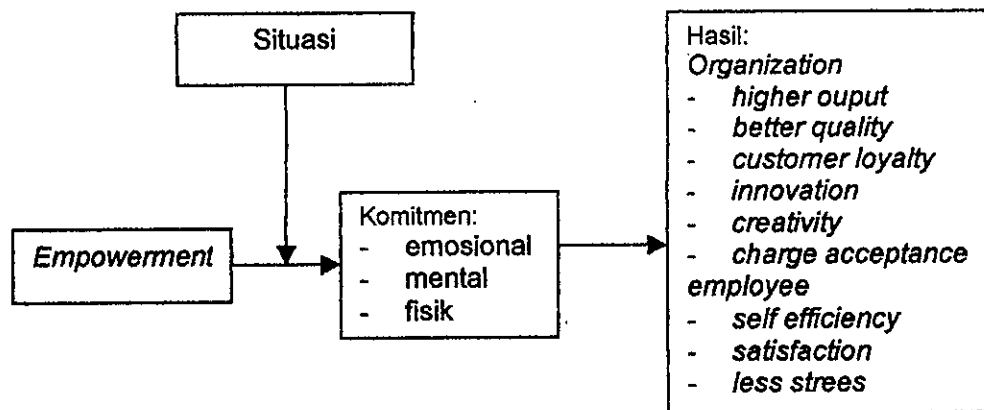 Situasi
Empowerment
Komitmen:
- emosional
- mental
- fisik
Hasil:
Organization
- higher ouput
- better quality
- customer loyalty
- innovation
- creativity
- charge acceptance
employee
- self efficiency
- satisfaction
- less strees